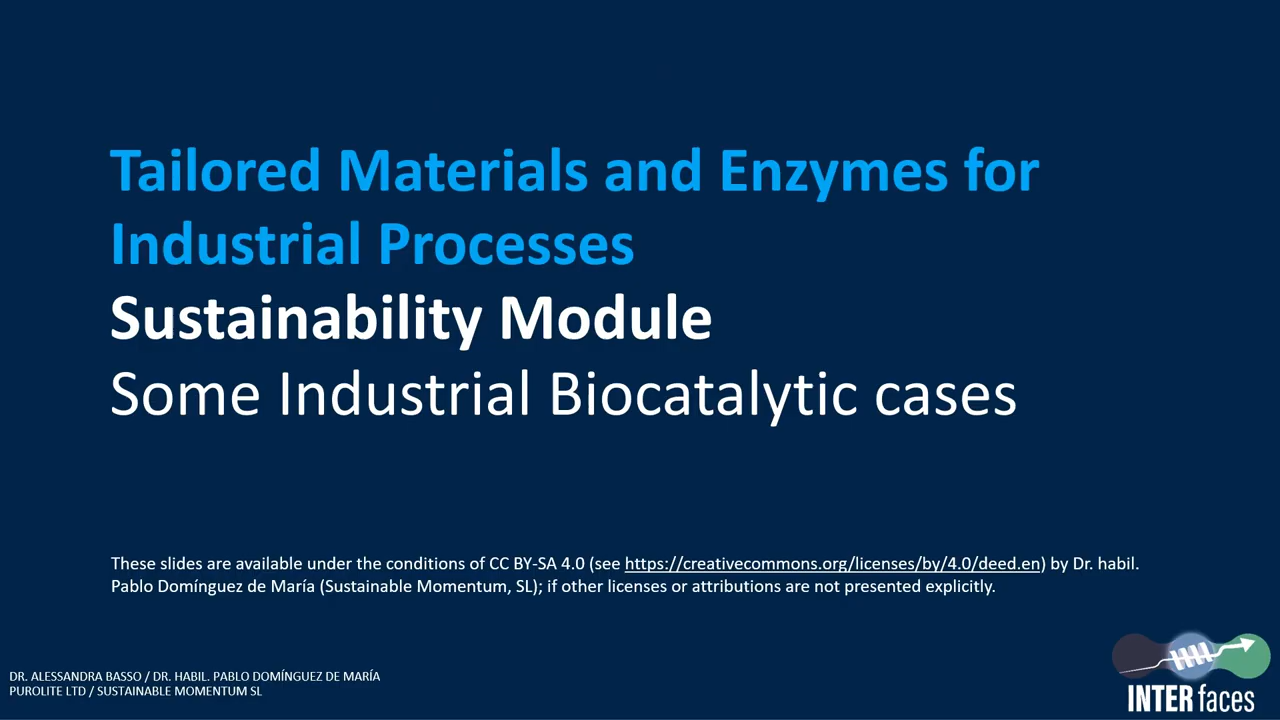 Tailored Materials and Enzymes for
Industrial Processes
Sustainability Module
Some Industrial Biocatalytic cases
These slides are available under the conditions of CC BY-SA 4.0 (see https://creativecommons.org/licenses/by/4.0/deed.en) by Dr. habil.
Pablo Domínguez de María (Sustainable Momentum, SL); if other licenses or attributions are not presented explicitly.
DR. ALESSANDRA BASSO / DR. HABIL. PABLO DOMÍNGUEZ DE MARÍA
PUROLITE LTD / SUSTAINABLE MOMENTUM SL
INTERfaces